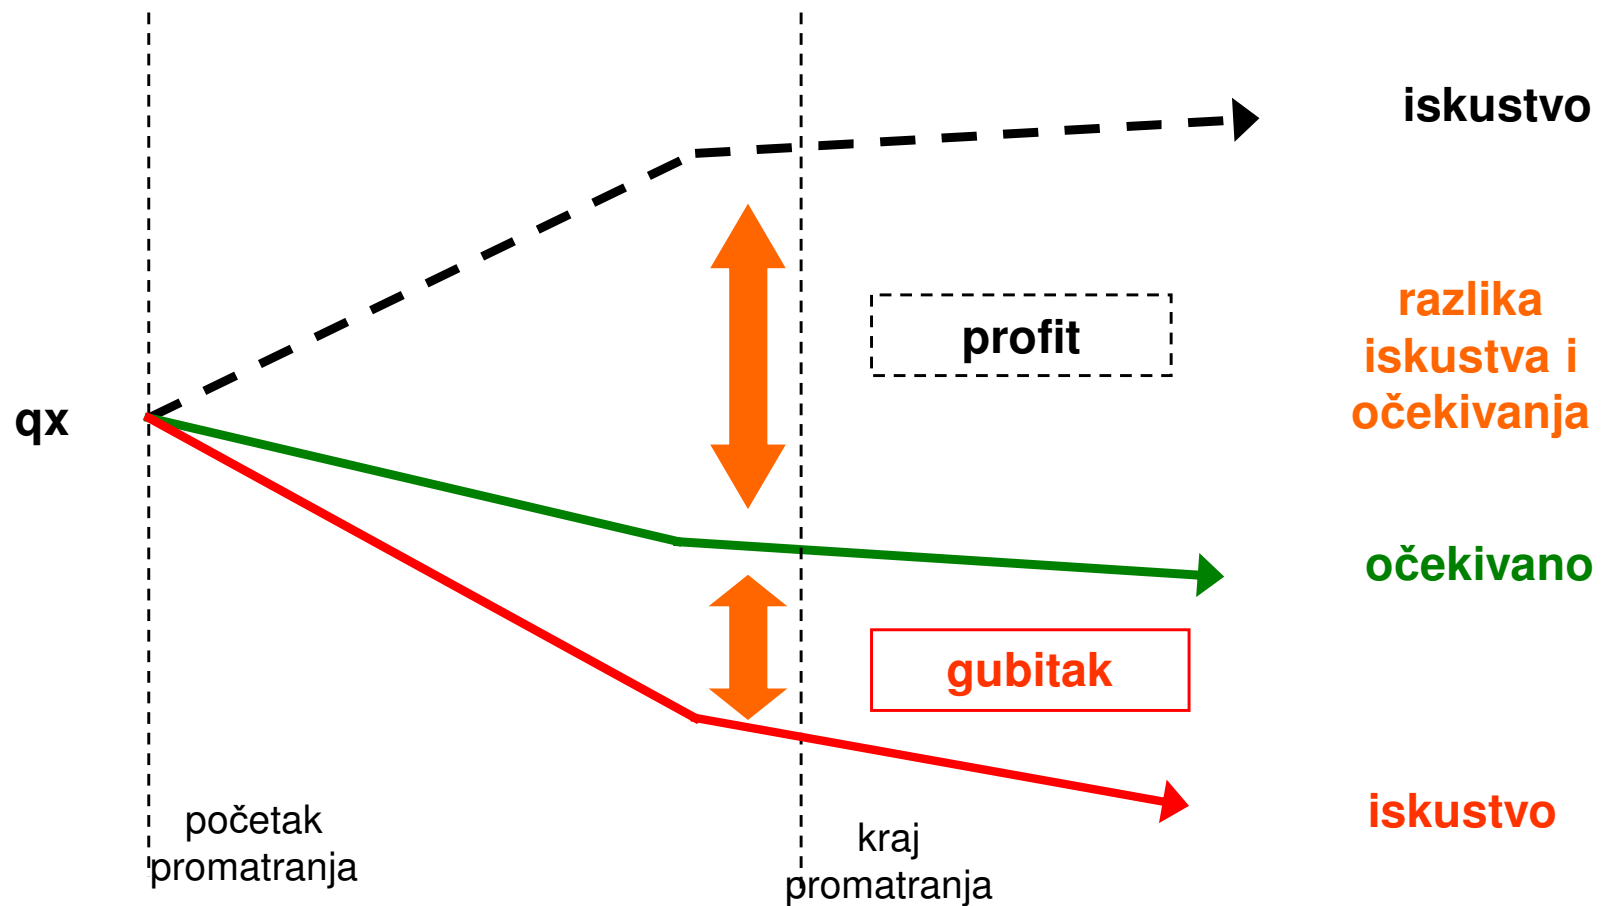 iskustvo
razlika
iskustva i
očekivanja
profit
qx
očekivano
gubitak
iskustvo
početak
promatranja
kraj
promatranja